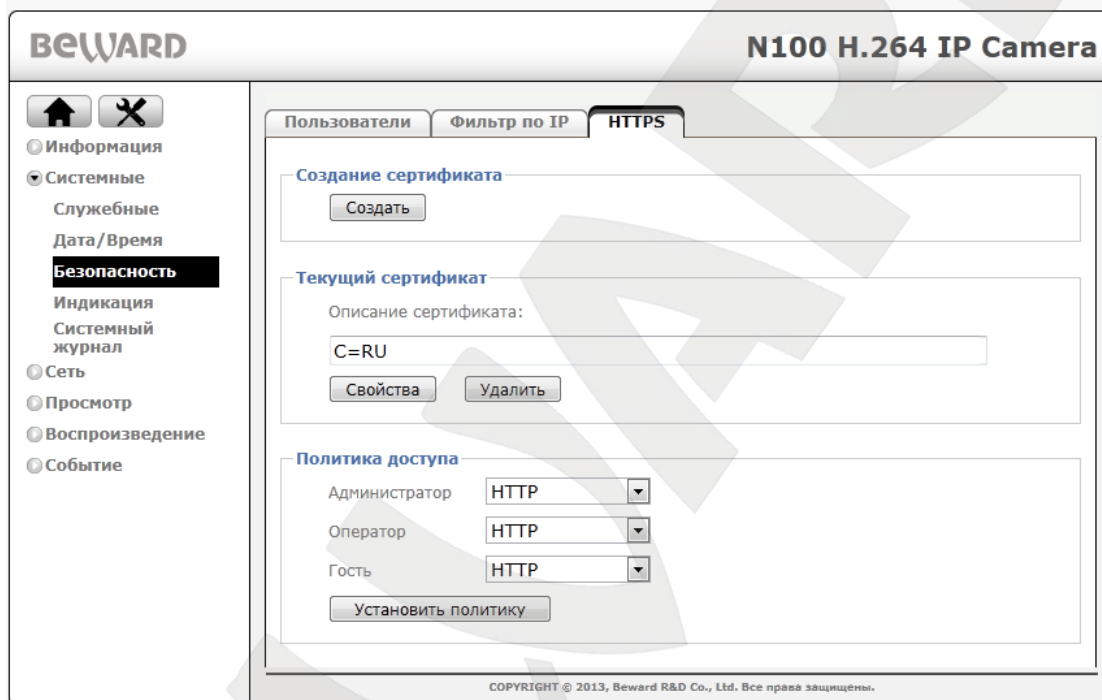 BEWARD
N100 H.264 IP Camera
Информация
Системные
Служебные
Дата/Время
Безопасность
Индикация
Системный
журнал
Сеть
Просмотр
Воспроизведение
Событие
Пользователи
Фильтр по IP
HTTPS
Создание сертификата
Создать
Текущий сертификат
Описание сертификата:
C=RU
Свойства
Удалить
Политика доступа
Администратор
HTTP
Оператор
HTTP
Гость
HTTP
Установить политику
COPYRIGHT © 2013, Beward R&D Co., Ltd. Все права защищены.